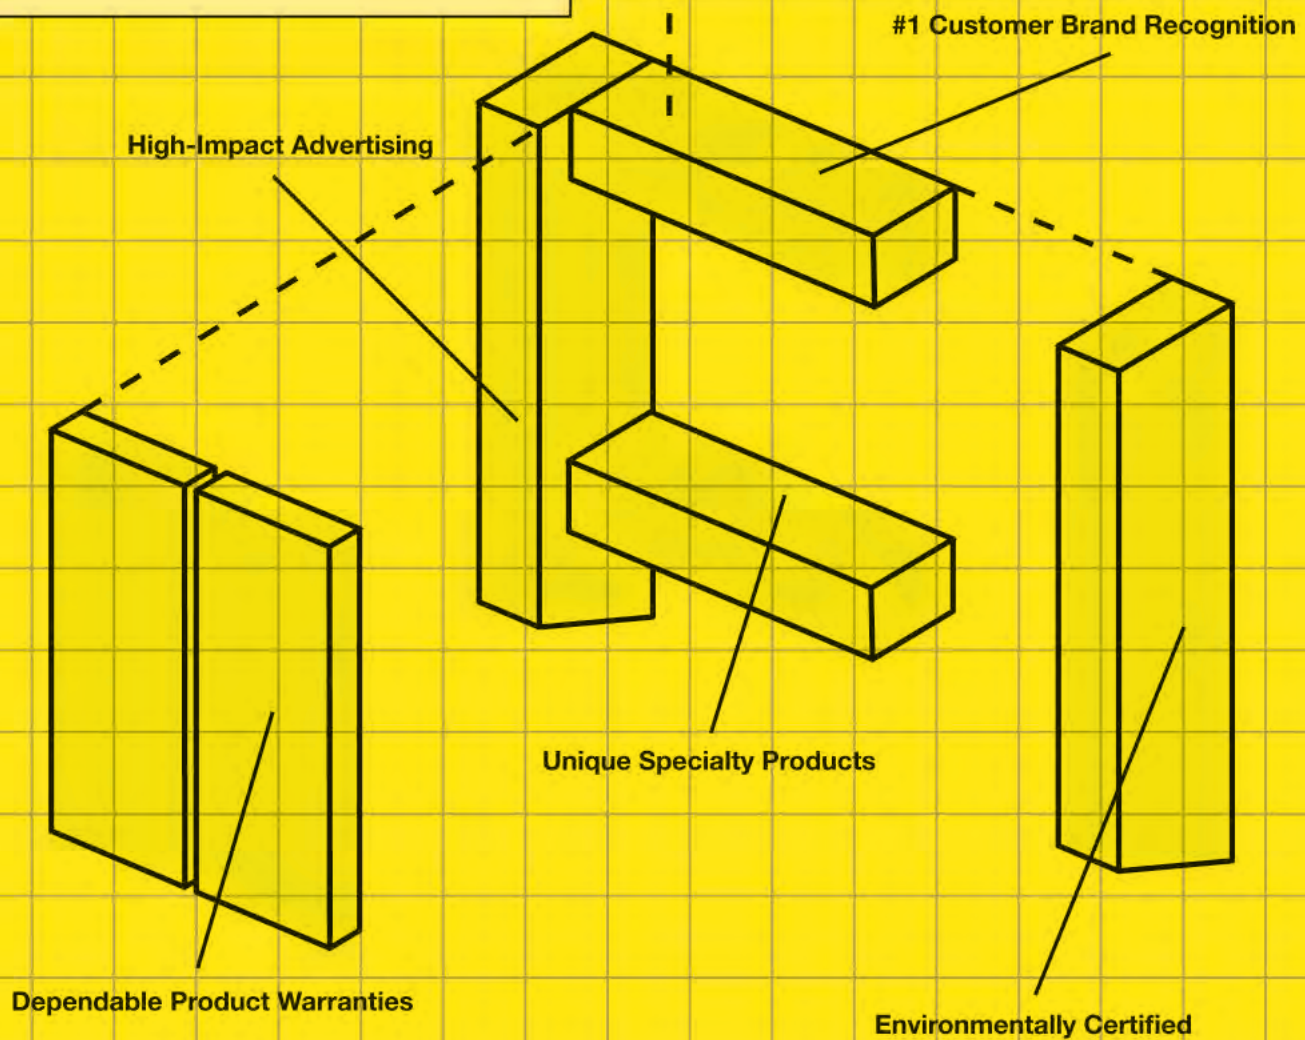 #1 Customer Brand Recognition
High-Impact Advertising
Unique Specialty Products
Dependable Product Warranties
Environmentally Certified